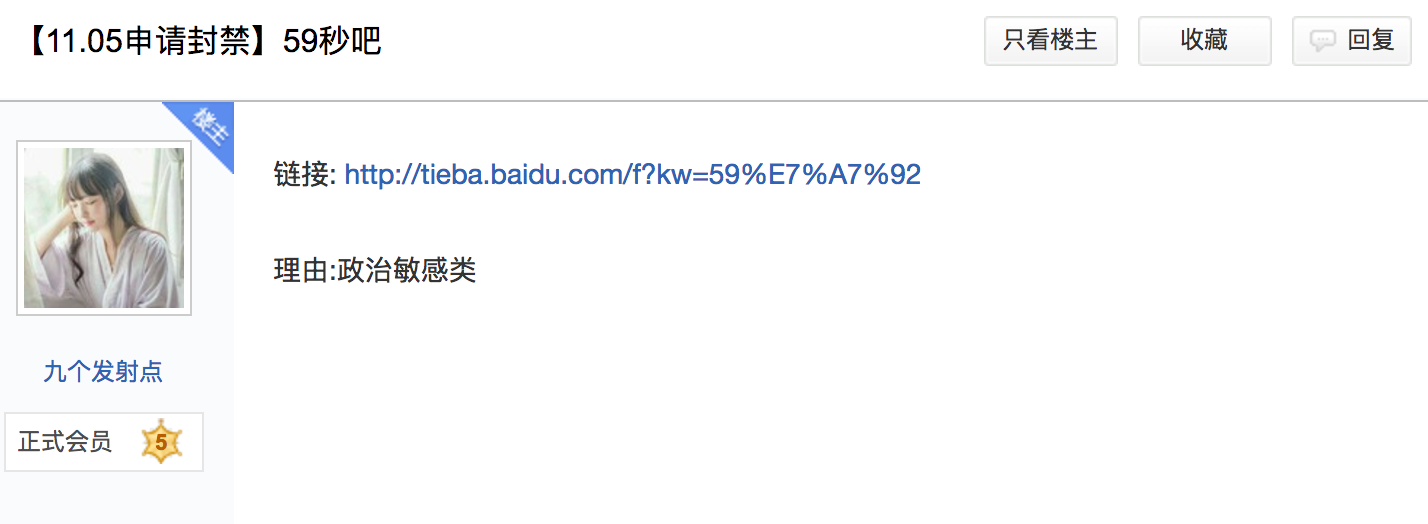 【11.05申请封禁】59秒吧
只看楼主
收藏
回复
楼主
链接: http://tieba.baidu.com/f?kw=59%E7%A7%92
理由:政治敏感类
九个发射点
正式会员 5